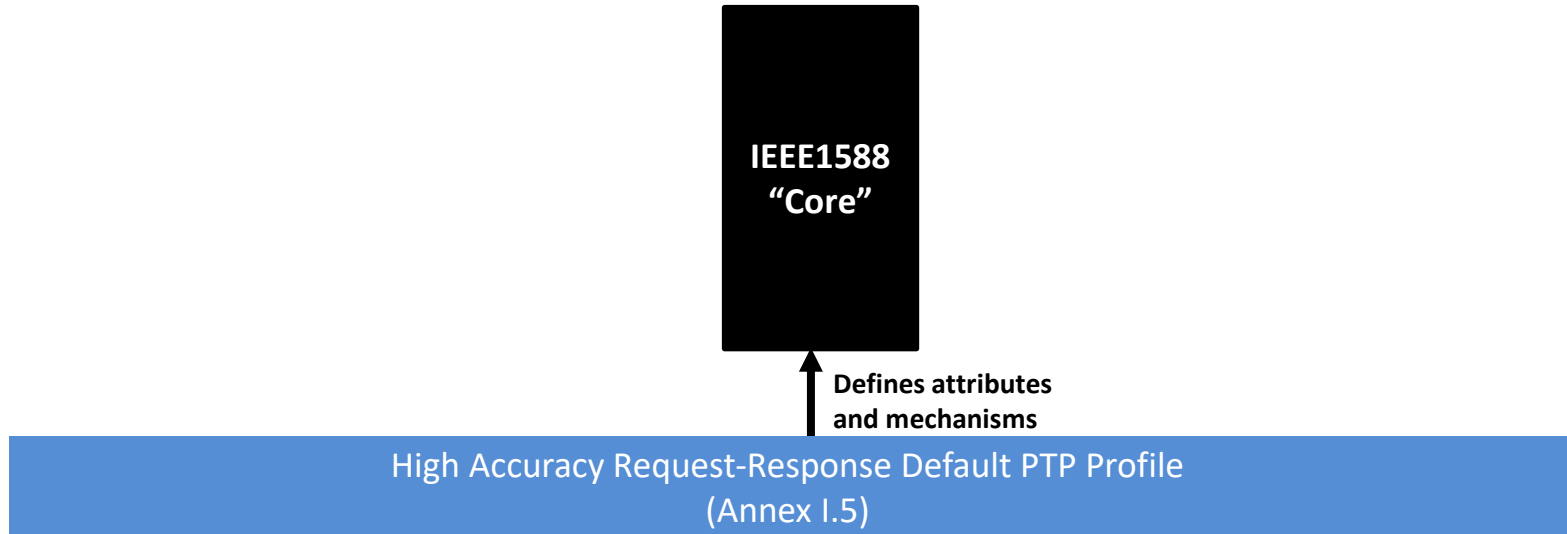 IEEE1588
“Core”
Defines attributes
and mechanisms
High Accuracy Request-Response Default PTP Profile
(Annex I.5)